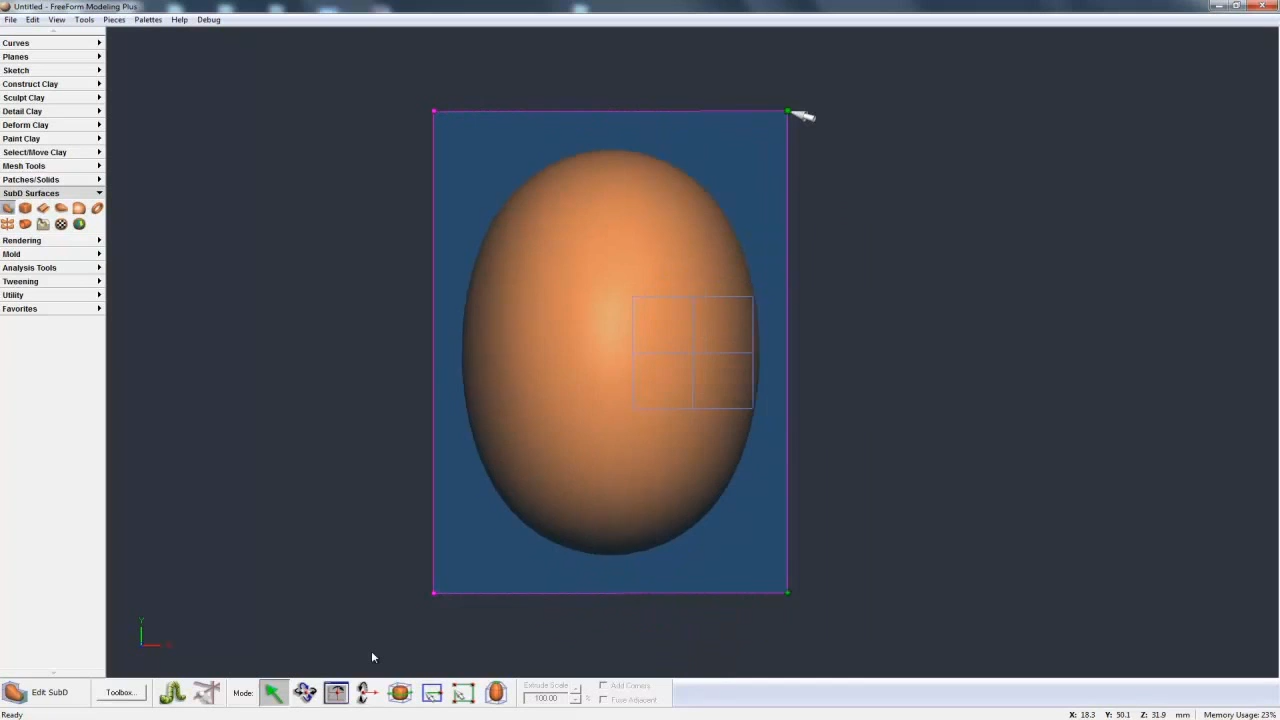 Untitled - FreeForm Modeling Plus
File Edit View Tools Pieces Palettes Help Debug
Curves
Planes
Sketch
Construct Clay
Sculpt Clay
Detail Clay
Deform Clay
Paint Clay
Select/Move Clay
Mesh Tools
Patches/Solids
SubD Surfaces
Rendering
Mold
Analysis Tools
Tweening
Utility
Favorites
Y
Edit SubD Toolbox... Mode: Extrude Scale Add Corners
100.00 % Fuse Adjacent
Ready X: 18.3 Y: 50.1 Z: 31.9 mm Memory Usage: 23%